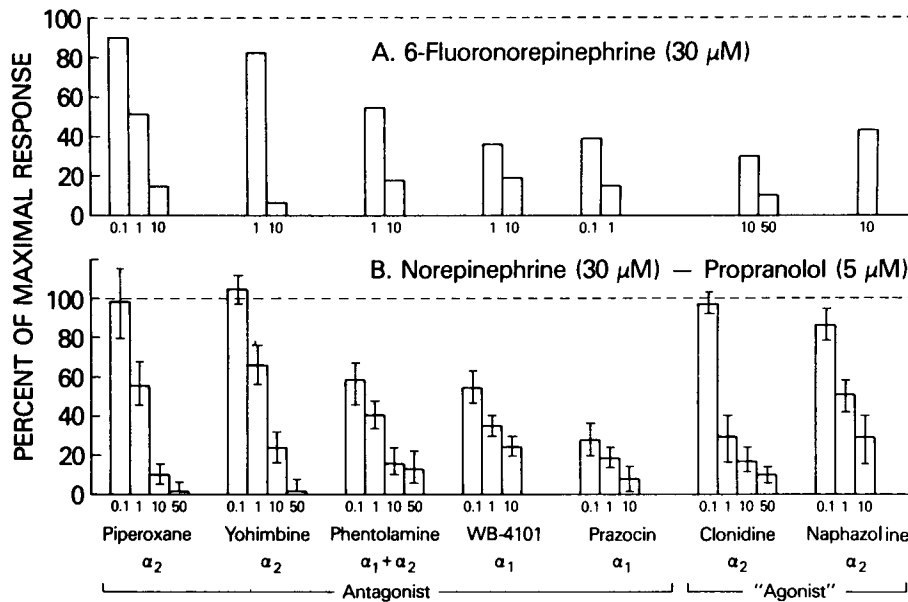 PERCENT OF MAXIMAL RESPONSE
A. 6-Fluoronorepinephrine (30 μM)
100
80
60
40
20
0
0.1 1 10
1 10
1 10
1 10
0.1 1
10 50
10
B. Norepinephrine (30 μM) — Propranolol (5 μM)
100
80
60
40
20
0
0.1 1 10 50
0.1 1 10 50
0.1 1 10 50
0.1 1 10
0.1 1 10
0.1 1 10 50
0.1 1 10
Piperoxane Yohimbine Phentolamine WB-4101 Prazocin Clonidine Naphazoline
α₂ α₂ α₁ + α₂ α₁ α₁ α₂ α₂
Antagonist "Agonist"